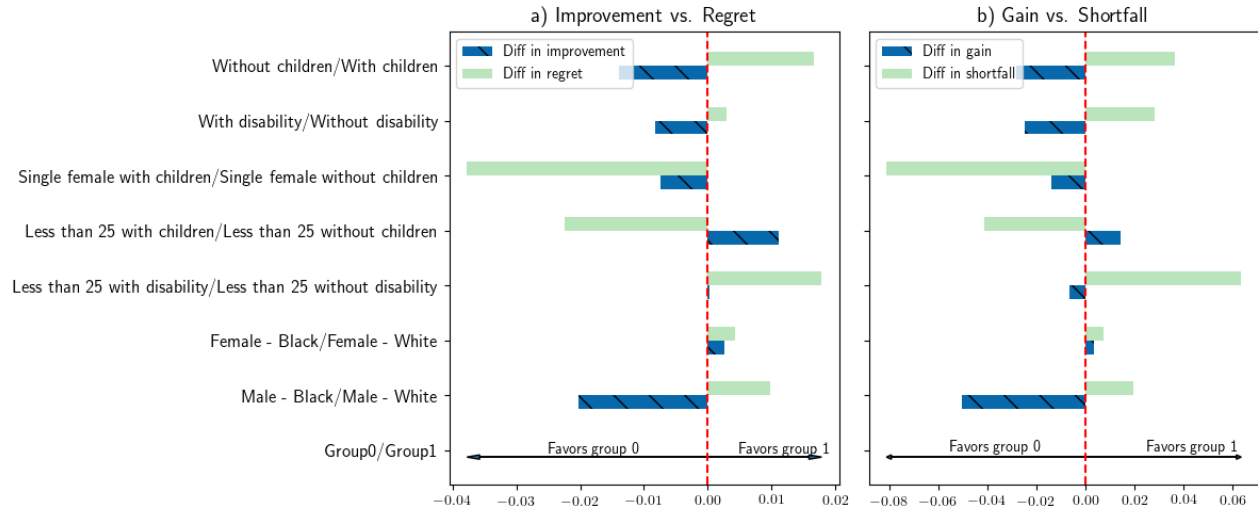 a) Improvement vs. Regret
b) Gain vs. Shortfall
Diff in improvement
Diff in regret
Diff in gain
Diff in shortfall
Without children/With children
With disability/Without disability
Single female with children/Single female without children
Less than 25 with children/Less than 25 without children
Less than 25 with disability/Less than 25 without disability
Female - Black/Female - White
Male - Black/Male - White
Group0/Group1
Favors group 0
Favors group 1
Favors group 0
Favors group 1
−0.04 −0.03 −0.02 −0.01 0.00 0.01 0.02
−0.08 −0.06 −0.04 −0.02 0.00 0.02 0.04 0.06